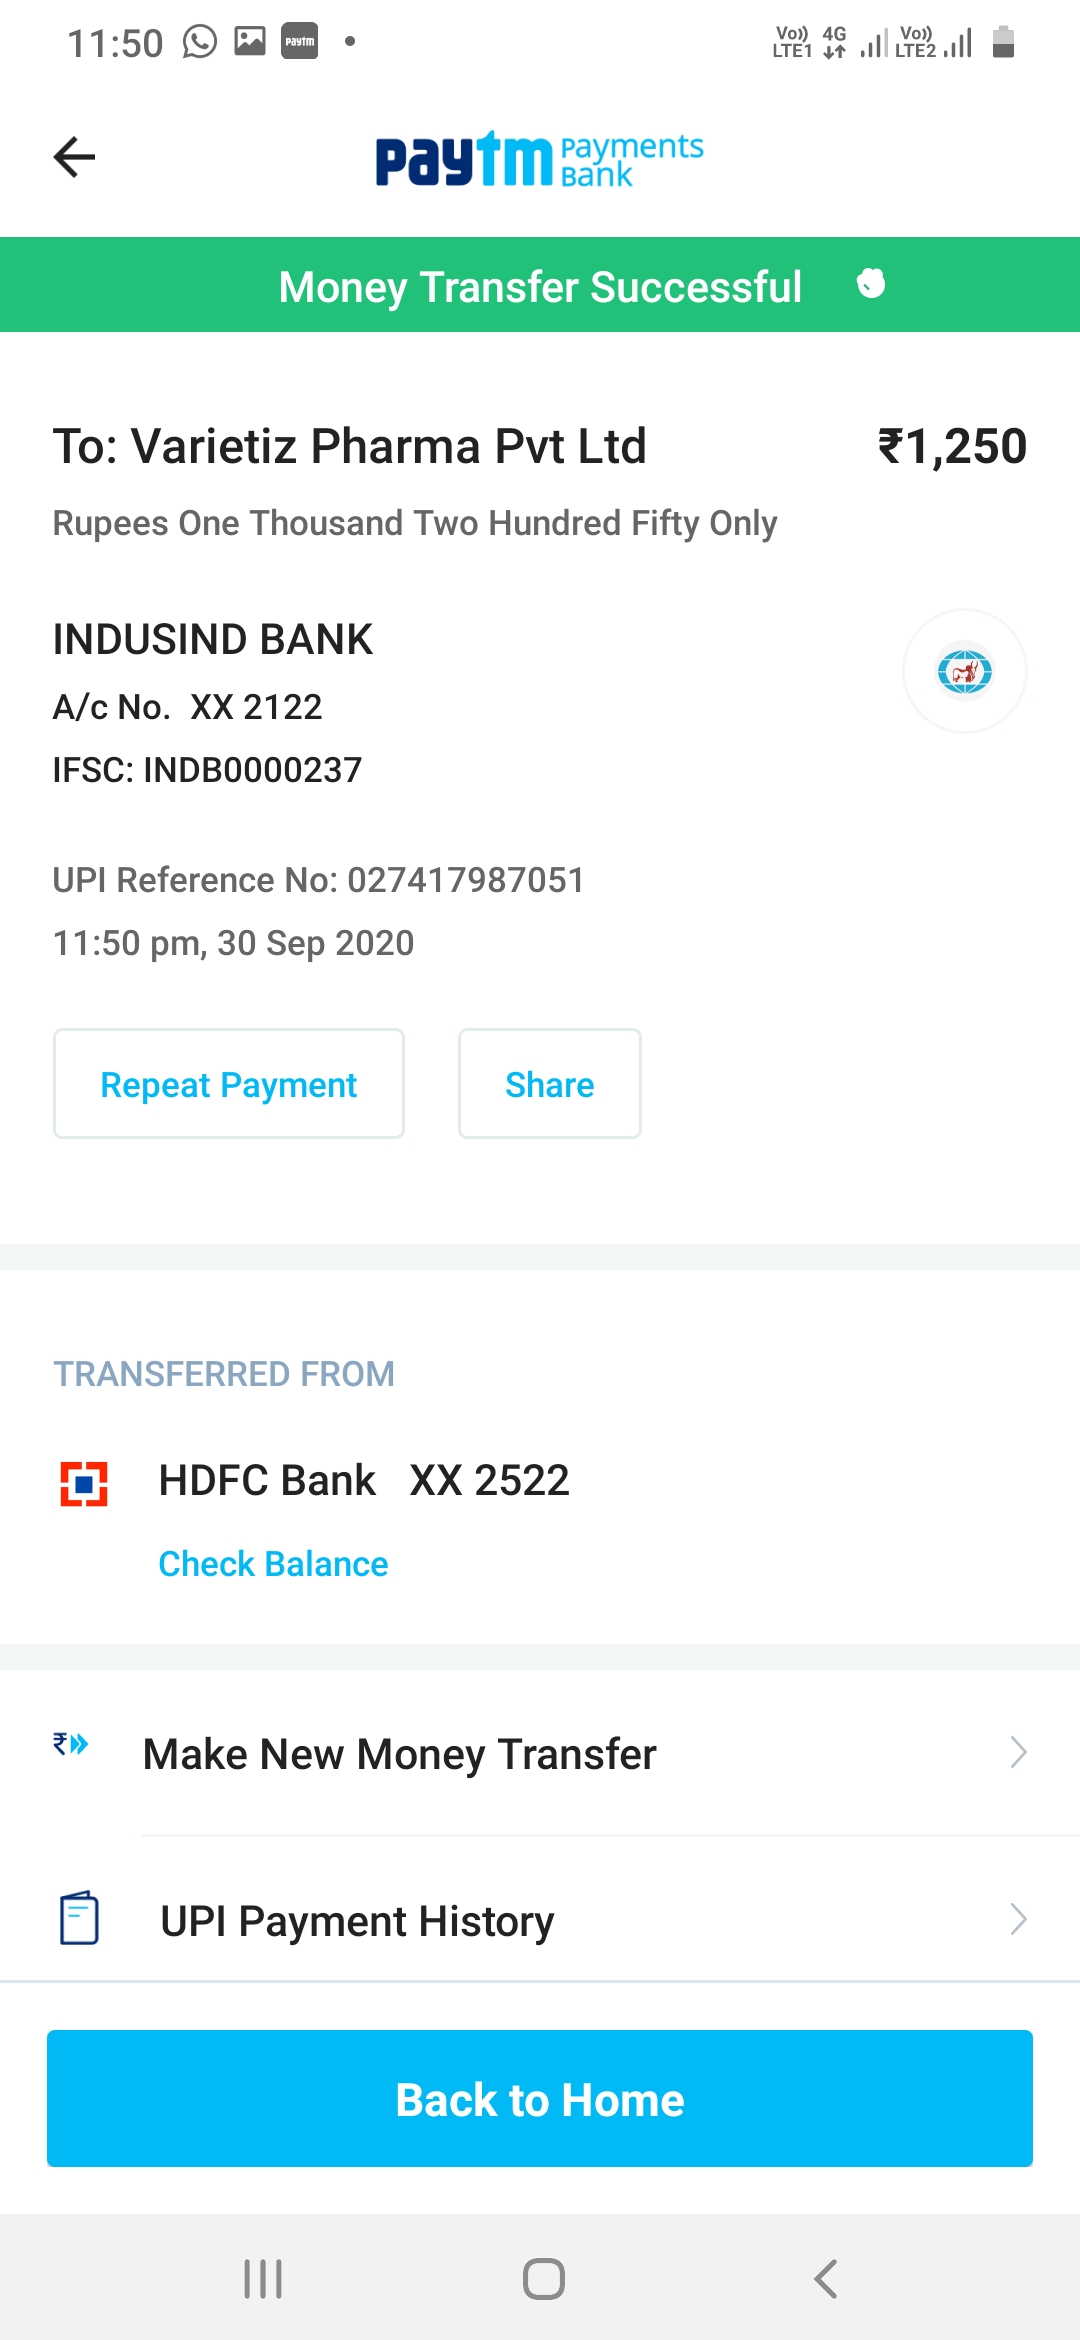 11:50 paytm Vo)) LTE1 4G Vo)) LTE2
paytm Payments Bank
Money Transfer Successful
To: Varietiz Pharma Pvt Ltd ₹1,250
Rupees One Thousand Two Hundred Fifty Only
INDUSIND BANK
A/c No. XX 2122
IFSC: INDB0000237
UPI Reference No: 027417987051
11:50 pm, 30 Sep 2020
Repeat Payment Share
TRANSFERRED FROM
HDFC Bank XX 2522
Check Balance
₹ Make New Money Transfer
UPI Payment History
Back to Home